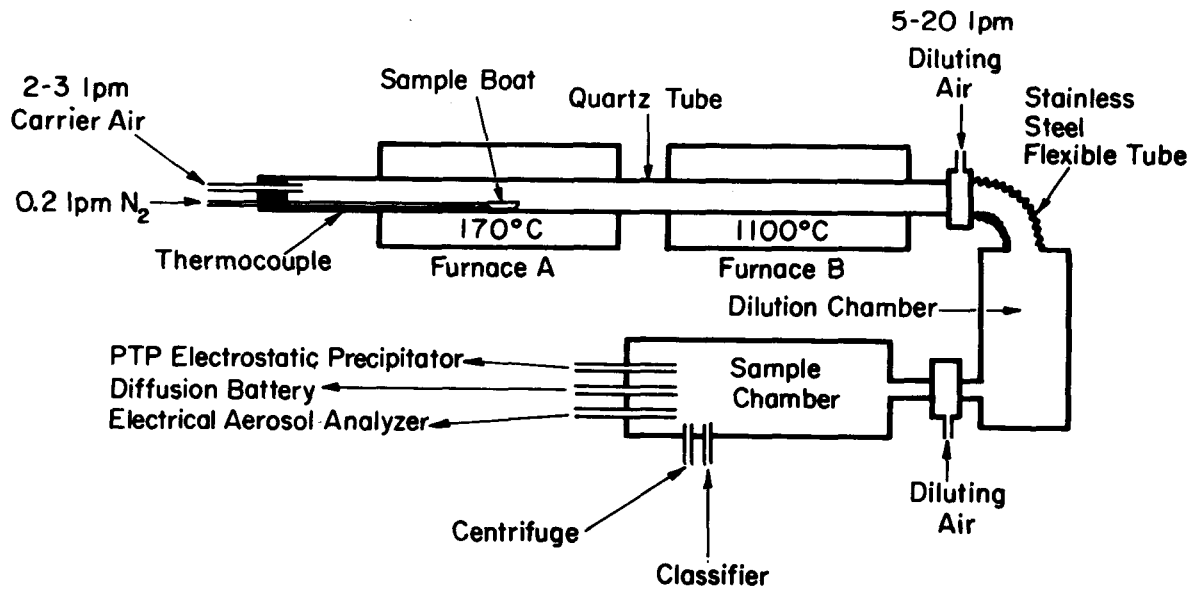 5-20 lpm
Diluting
Air
2-3 lpm
Carrier Air
Sample Boat
Quartz Tube
Stainless
Steel
Flexible Tube
0.2 lpm N₂
Thermocouple
170°C
1100°C
Furnace A
Furnace B
Dilution Chamber
PTP Electrostatic Precipitator
Diffusion Battery
Electrical Aerosol Analyzer
Sample
Chamber
Diluting
Air
Centrifuge
Classifier